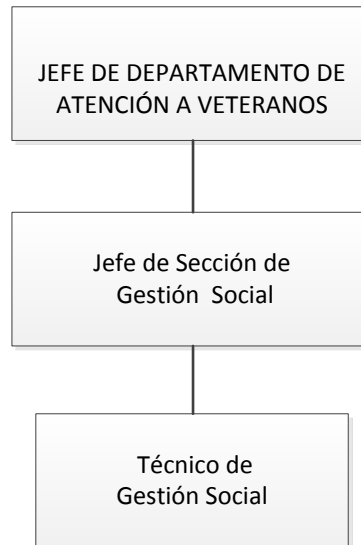 JEFE DE DEPARTAMENTO DE
ATENCIÓN A VETERANOS
Jefe de Sección de
Gestión Social
Técnico de
Gestión Social